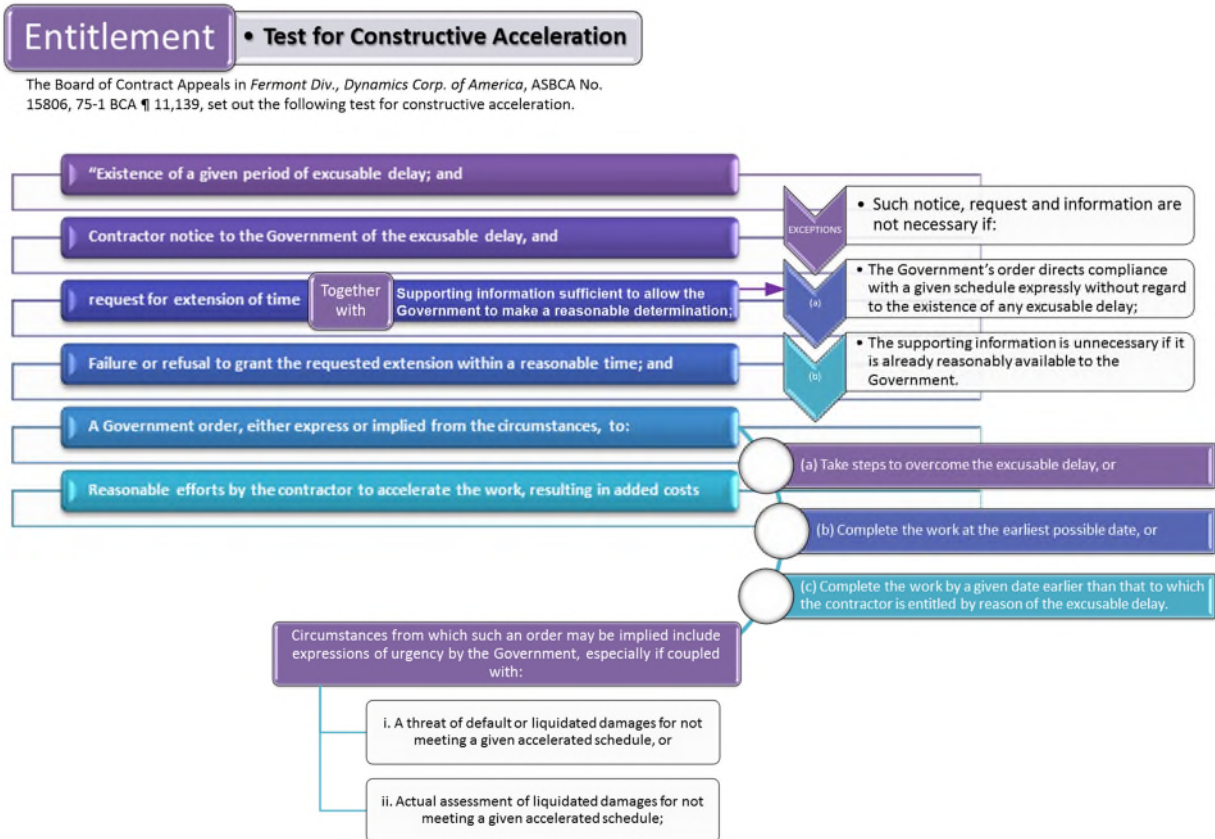 Entitlement
• Test for Constructive Acceleration
The Board of Contract Appeals in Fermont Div., Dynamics Corp. of America, ASBCA No.
15806, 75-1 BCA ¶ 11,139, set out the following test for constructive acceleration.
“Existence of a given period of excusable delay; and
Contractor notice to the Government of the excusable delay, and
request for extension of time
Together
with
Supporting information sufficient to allow the
Government to make a reasonable determination;
Failure or refusal to grant the requested extension within a reasonable time; and
A Government order, either express or implied from the circumstances, to:
Reasonable efforts by the contractor to accelerate the work, resulting in added costs
EXCEPTIONS
• Such notice, request and information are
not necessary if:
(a)
• The Government’s order directs compliance
with a given schedule expressly without regard
to the existence of any excusable delay;
(b)
• The supporting information is unnecessary if it
is already reasonably available to the
Government.
(a) Take steps to overcome the excusable delay, or
(b) Complete the work at the earliest possible date, or
(c) Complete the work by a given date earlier than that to which
the contractor is entitled by reason of the excusable delay.
Circumstances from which such an order may be implied include
expressions of urgency by the Government, especially if coupled
with:
i. A threat of default or liquidated damages for not
meeting a given accelerated schedule, or
ii. Actual assessment of liquidated damages for not
meeting a given accelerated schedule;